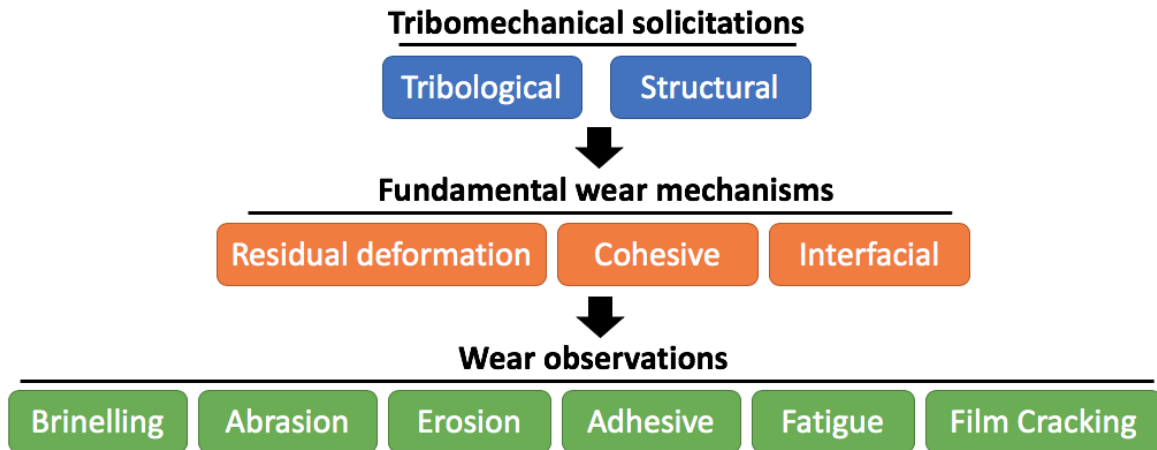 Tribomechanical solicitations
Tribological Structural
Fundamental wear mechanisms
Residual deformation Cohesive Interfacial
Wear observations
Brinelling Abrasion Erosion Adhesive Fatigue Film Cracking